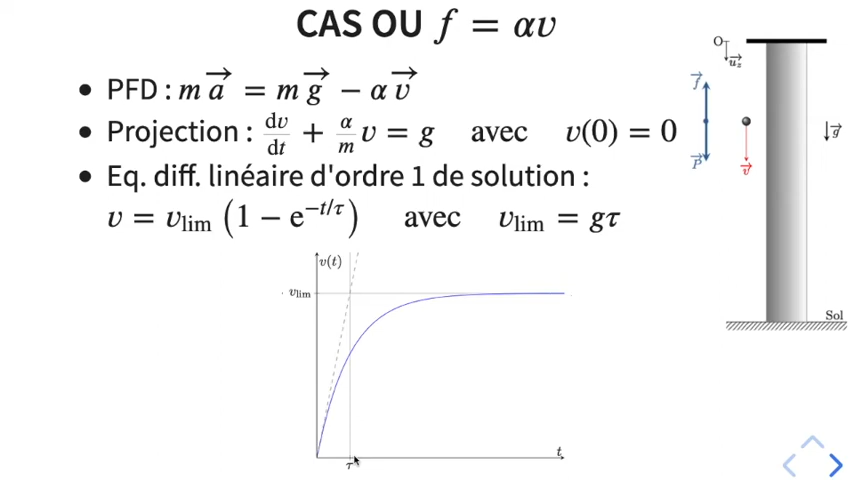 CAS OU f = αv
• PFD : m a⃗ = m g⃗ − α v⃗
• Projection : dv/dt + α/m v = g avec v(0) = 0
• Eq. diff. linéaire d'ordre 1 de solution :
v = v_lim (1 − e^{−t/τ}) avec v_lim = gτ
O
u⃗_z
f⃗
g⃗
P⃗
v⃗
Sol
v(t)
v_lim
t
τ